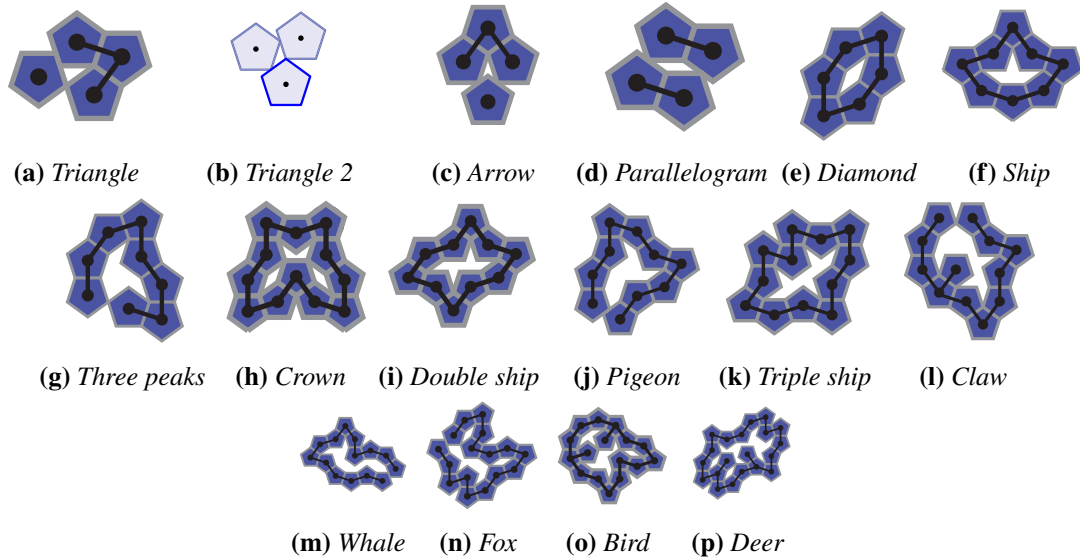 (a) Triangle (b) Triangle 2 (c) Arrow (d) Parallelogram (e) Diamond (f) Ship
(g) Three peaks (h) Crown (i) Double ship (j) Pigeon (k) Triple ship (l) Claw
(m) Whale (n) Fox (o) Bird (p) Deer